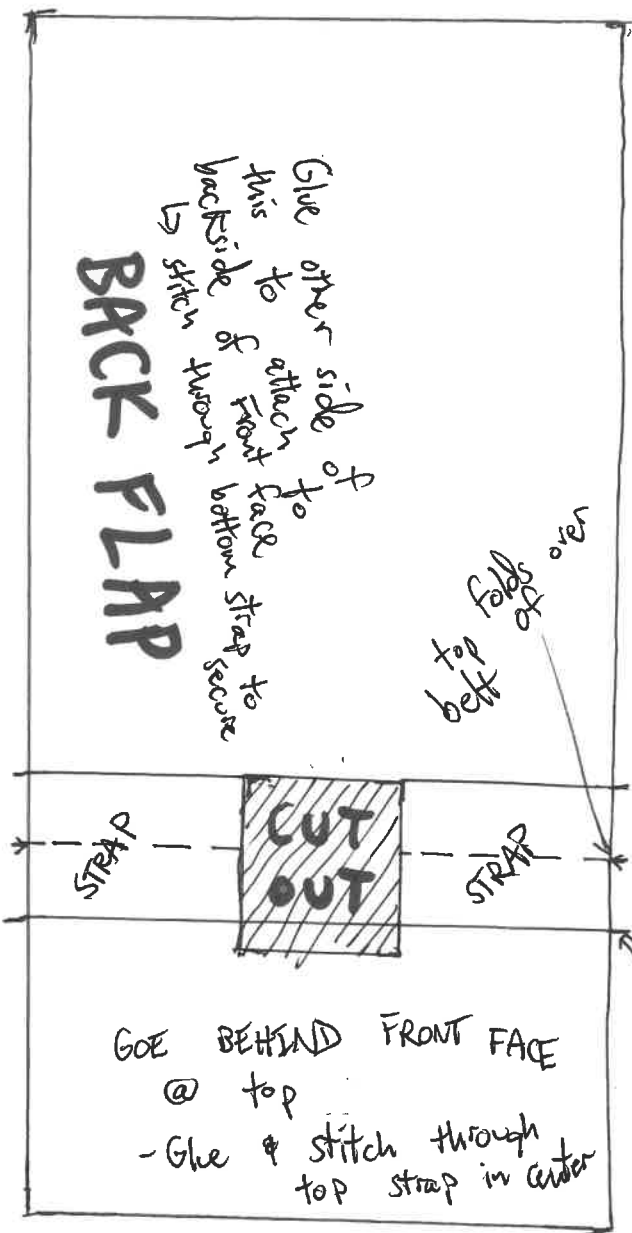 Glue other side of
this to attach to
backside of Front face
↳ stitch through bottom strap to
secure
BACK FLAP
folds over
top of
belt
STRAP
CUT
OUT
STRAP
GOE BEHIND FRONT FACE
@ top
- Glue & stitch through
top strap in center